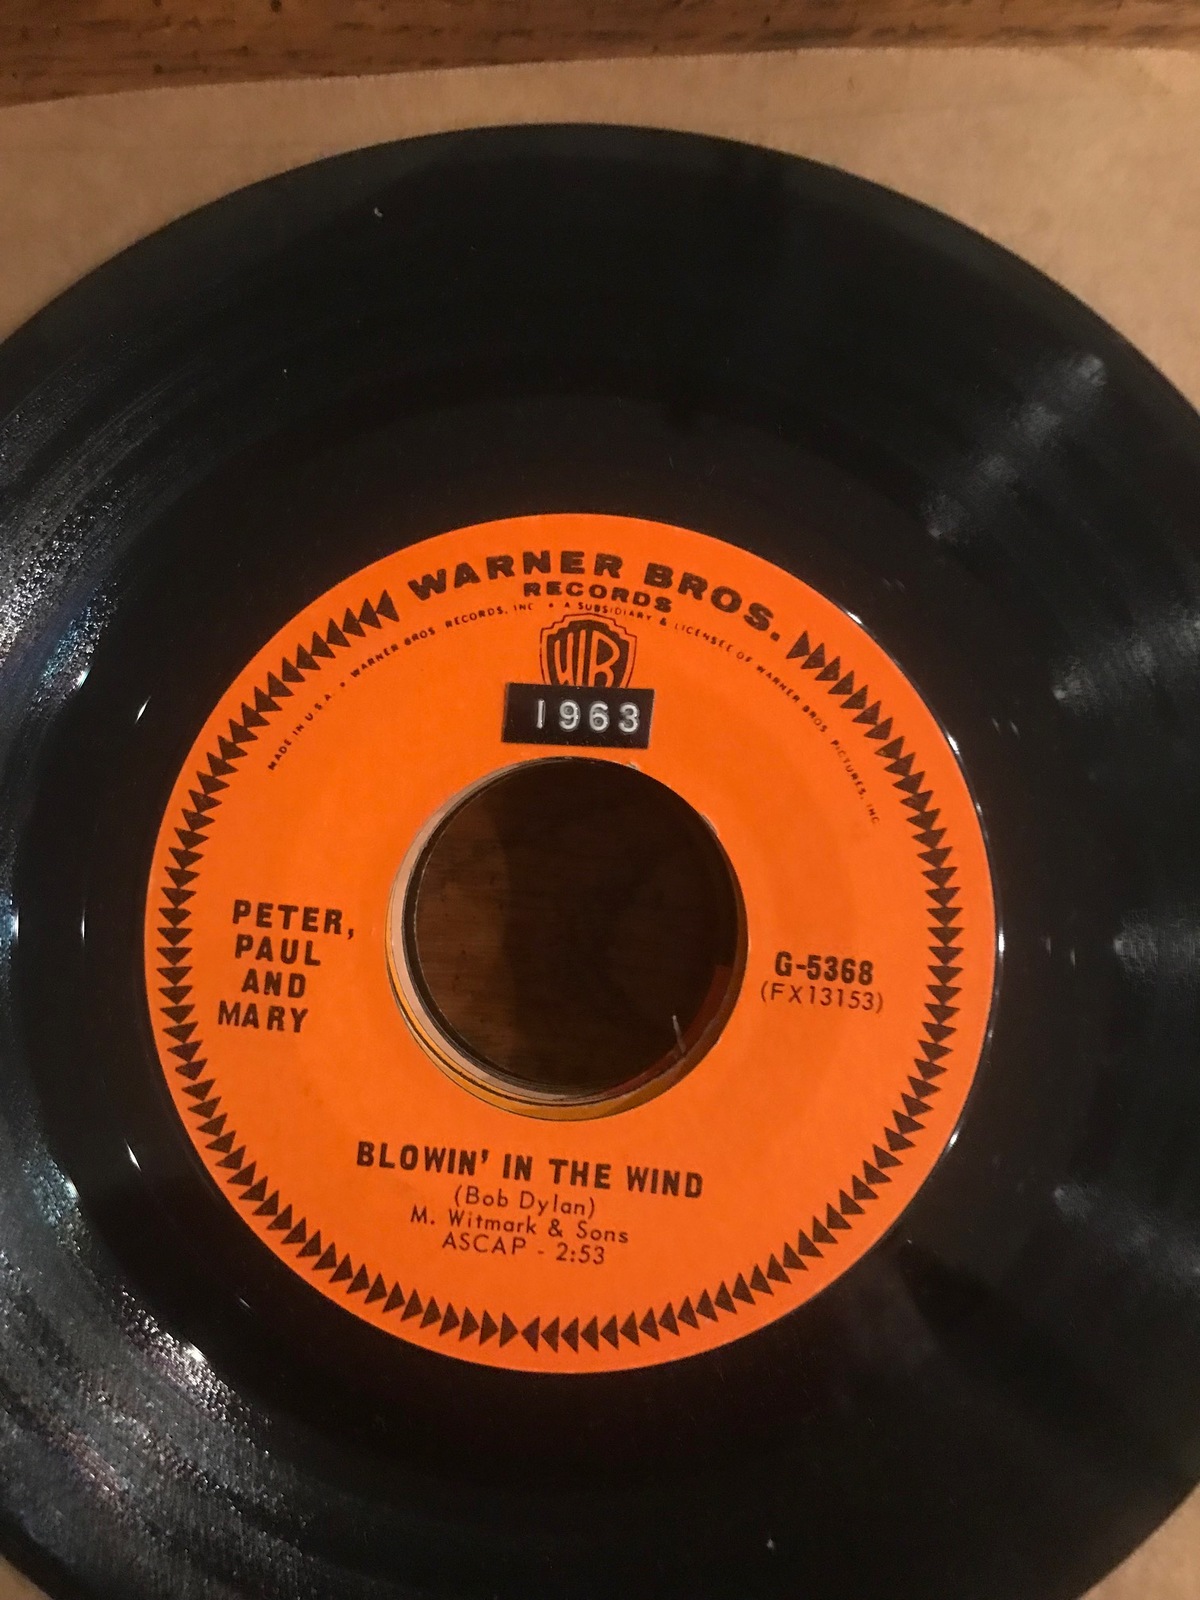 WARNER BROS.
RECORDS
MADE IN U.S.A. • WARNER BROS. RECORDS, INC. • A SUBSIDIARY & LICENSEE OF WARNER BROS. PICTURES, INC.
WB
1963
PETER,
PAUL
AND
MARY
G-5368
(FX13153)
BLOWIN' IN THE WIND
(Bob Dylan)
M. Witmark & Sons
ASCAP - 2:53